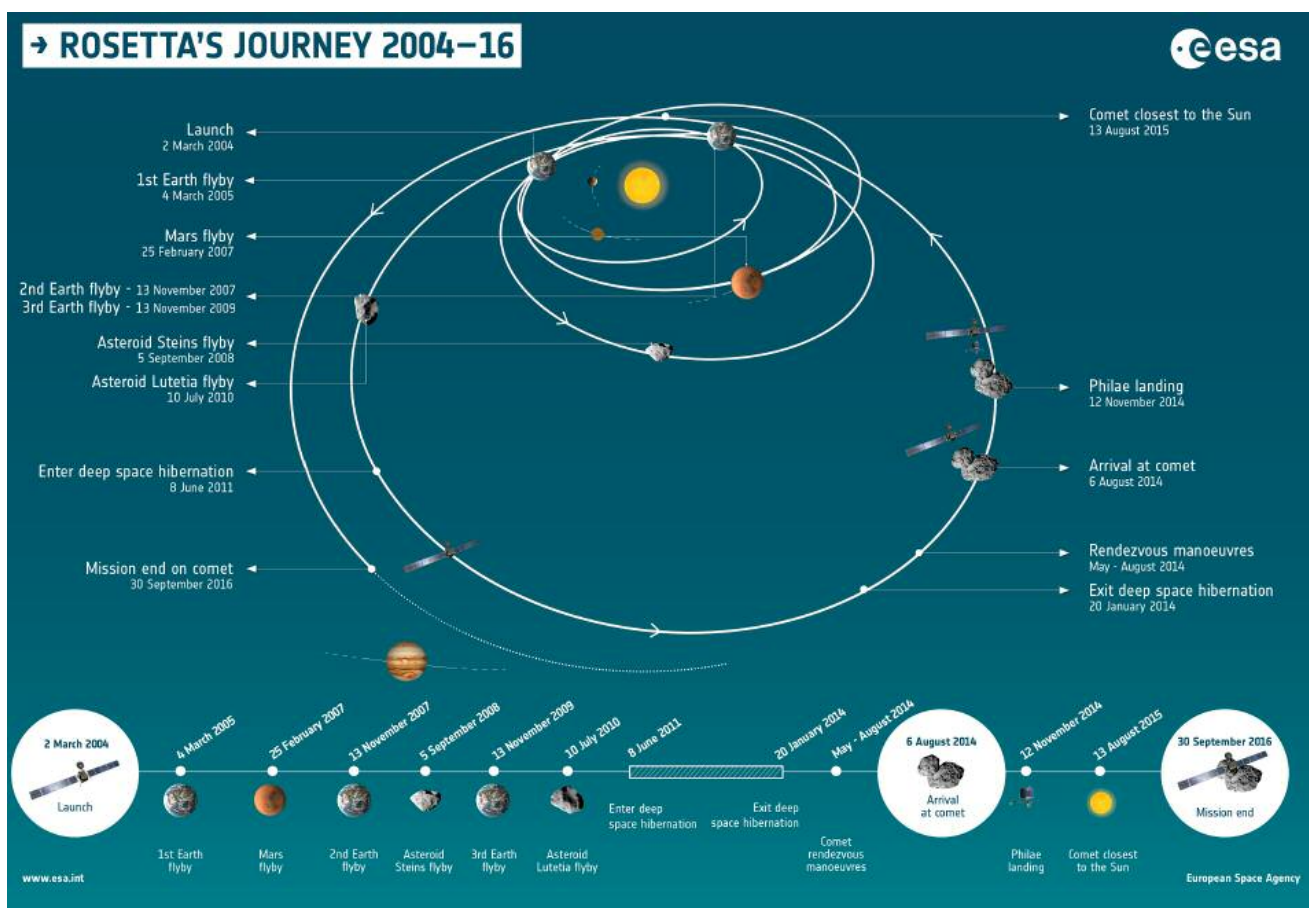 → ROSETTA'S JOURNEY 2004–16
esa
Launch
2 March 2004
1st Earth flyby
4 March 2005
Mars flyby
25 February 2007
2nd Earth flyby - 13 November 2007
3rd Earth flyby - 13 November 2009
Asteroid Steins flyby
5 September 2008
Asteroid Lutetia flyby
10 July 2010
Enter deep space hibernation
8 June 2011
Mission end on comet
30 September 2016
Comet closest to the Sun
13 August 2015
Philae landing
12 November 2014
Arrival at comet
6 August 2014
Rendezvous manoeuvres
May - August 2014
Exit deep space hibernation
20 January 2014
2 March 2004
Launch
4 March 2005
1st Earth
flyby
25 February 2007
Mars
flyby
13 November 2007
2nd Earth
flyby
5 September 2008
Asteroid
Steins flyby
13 November 2009
3rd Earth
flyby
10 July 2010
Asteroid
Lutetia flyby
8 June 2011
Enter deep
space hibernation
20 January 2014
Exit deep
space hibernation
May - August 2014
Comet
rendezvous
manoeuvres
6 August 2014
Arrival
at comet
12 November 2014
Philae
landing
13 August 2015
Comet closest
to the Sun
30 September 2016
Mission end
www.esa.int
European Space Agency